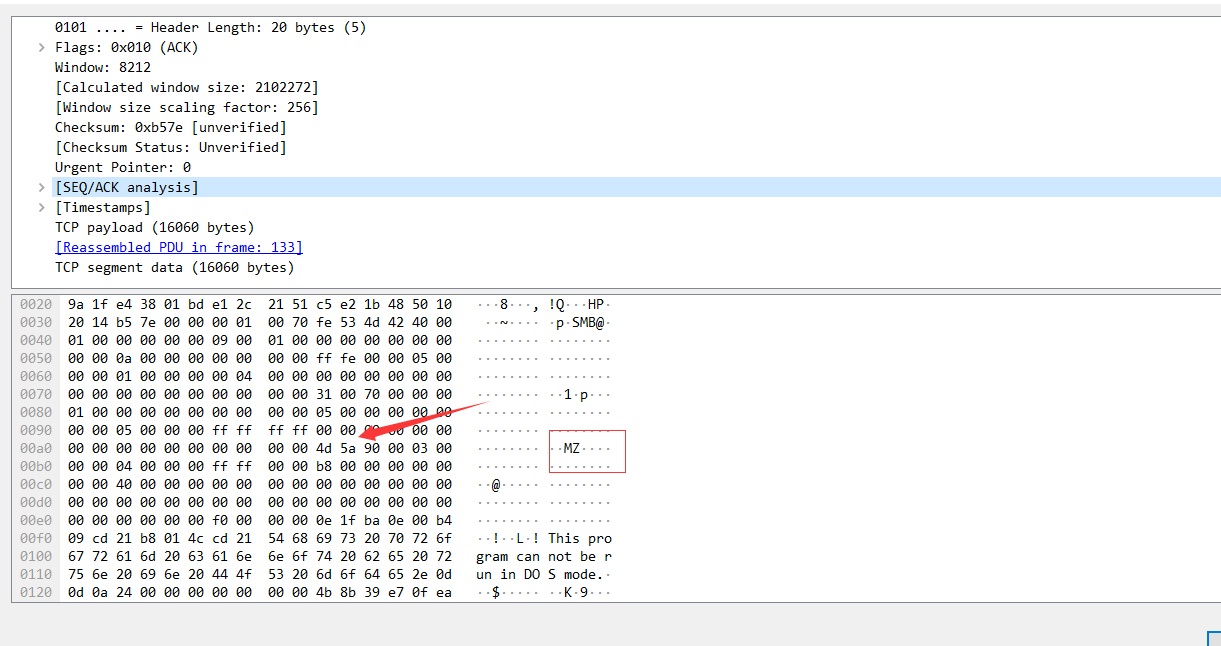 0101 .... = Header Length: 20 bytes (5)
Flags: 0x010 (ACK)
Window: 8212
[Calculated window size: 2102272]
[Window size scaling factor: 256]
Checksum: 0xb57e [unverified]
[Checksum Status: Unverified]
Urgent Pointer: 0
[SEQ/ACK analysis]
[Timestamps]
TCP payload (16060 bytes)
[Reassembled PDU in frame: 133]
TCP segment data (16060 bytes)
0020 9a 1f e4 38 01 bd e1 2c 21 51 c5 e2 1b 48 50 10 ···8···, !Q···HP·
0030 20 14 b5 7e 00 00 00 01 00 70 fe 53 4d 42 40 00 ··~···· ·p·SMB@·
0040 01 00 00 00 00 00 09 00 01 00 00 00 00 00 00 00 ········ ········
0050 00 00 0a 00 00 00 00 00 00 00 ff fe 00 00 05 00 ········ ········
0060 00 00 01 00 00 00 00 04 00 00 00 00 00 00 00 00 ········ ········
0070 00 00 00 00 00 00 00 00 00 00 31 00 70 00 00 00 ········ ··1·p···
0080 01 00 00 00 00 00 00 00 00 00 05 00 00 00 00 00 ········ ········
0090 00 00 05 00 00 00 ff ff ff ff 00 00 00 00 00 00 ········ ········
00a0 00 00 00 00 00 00 00 00 00 00 4d 5a 90 00 03 00 ········ ··MZ····
00b0 00 00 04 00 00 00 ff ff 00 00 b8 00 00 00 00 00 ········ ········
00c0 00 00 40 00 00 00 00 00 00 00 00 00 00 00 00 00 ··@····· ········
00d0 00 00 00 00 00 00 00 00 00 00 00 00 00 00 00 00 ········ ········
00e0 00 00 00 00 00 00 f0 00 00 00 0e 1f ba 0e 00 b4 ········ ········
00f0 09 cd 21 b8 01 4c cd 21 54 68 69 73 20 70 72 6f ··!··L·! This pro
0100 67 72 61 6d 20 63 61 6e 6e 6f 74 20 62 65 20 72 gram can not be r
0110 75 6e 20 69 6e 20 44 4f 53 20 6d 6f 64 65 2e 0d un in DO S mode.·
0120 0d 0a 24 00 00 00 00 00 00 00 4b 8b 39 e7 0f ea ··$····· ··K·9···